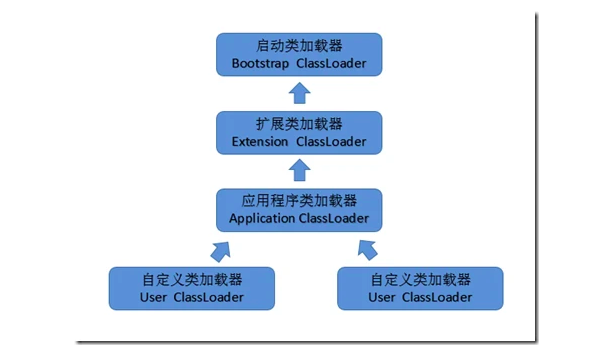 启动类加载器
Bootstrap ClassLoader
扩展类加载器
Extension ClassLoader
应用程序类加载器
Application ClassLoader
自定义类加载器
User ClassLoader
自定义类加载器
User ClassLoader